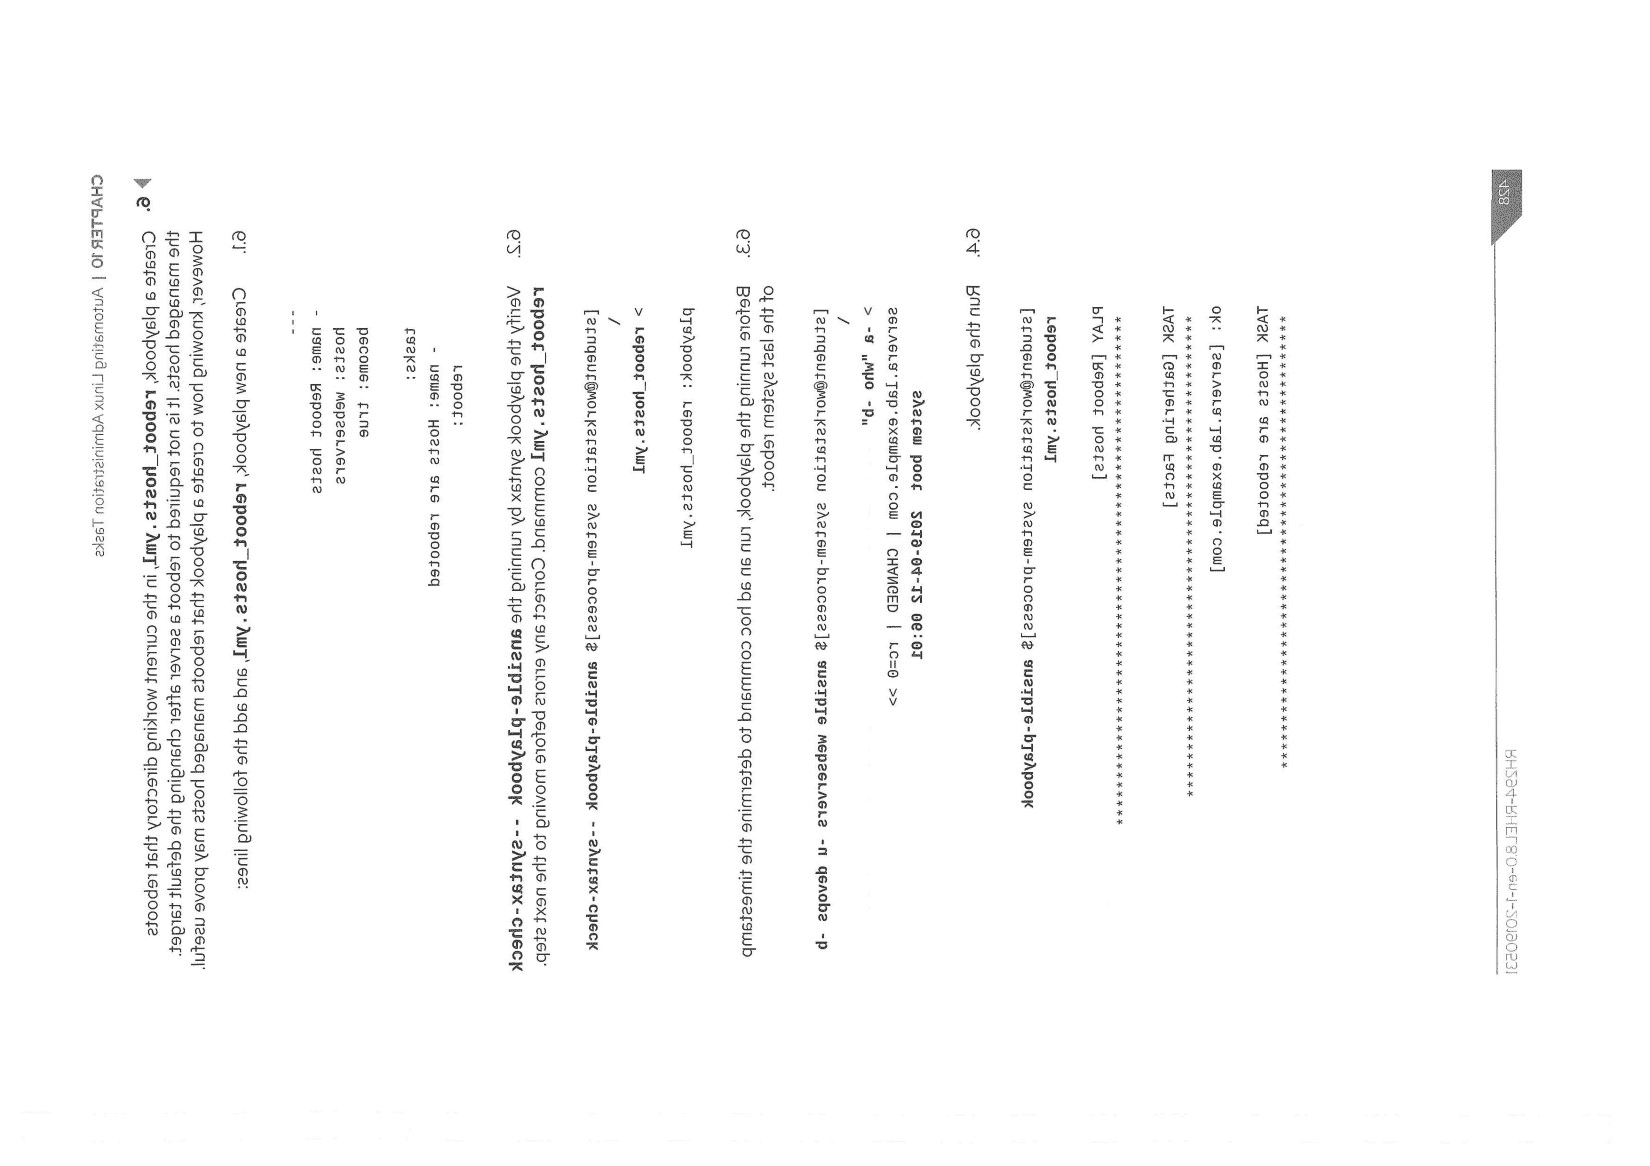 CHAPTER 10 | Automating Linux Administration Tasks
6. Create a playbook, reboot_hosts.yml, in the current working directory that reboots
the managed hosts. It is not required to reboot a server after changing the default target.
However, knowing how to create a playbook that reboots managed hosts may prove useful.
6.1. Create a new playbook, reboot_hosts.yml, and add the following lines:
---
- name: Reboot hosts
hosts: webservers
become: true
tasks:
- name: Hosts are rebooted
reboot:
6.2. Verify the playbook syntax by running the ansible-playbook --syntax-check
reboot_hosts.yml command. Correct any errors before moving to the next step.
[student@workstation system-process]$ ansible-playbook --syntax-check
\
> reboot_hosts.yml
playbook: reboot_hosts.yml
6.3. Before running the playbook, run an ad hoc command to determine the timestamp
of the last system reboot.
[student@workstation system-process]$ ansible webservers -u devops -b
\
> -a "who -b"
servera.lab.example.com | CHANGED | rc=0 >>
system boot 2019-04-12 06:01
6.4. Run the playbook.
[student@workstation system-process]$ ansible-playbook
reboot_hosts.yml
PLAY [Reboot hosts]
**********************************************************************
TASK [Gathering Facts]
******************************************************************
ok: [servera.lab.example.com]
TASK [Hosts are rebooted]
**************************************************************
428
RH294-RHEL8.0-en-1-20190531